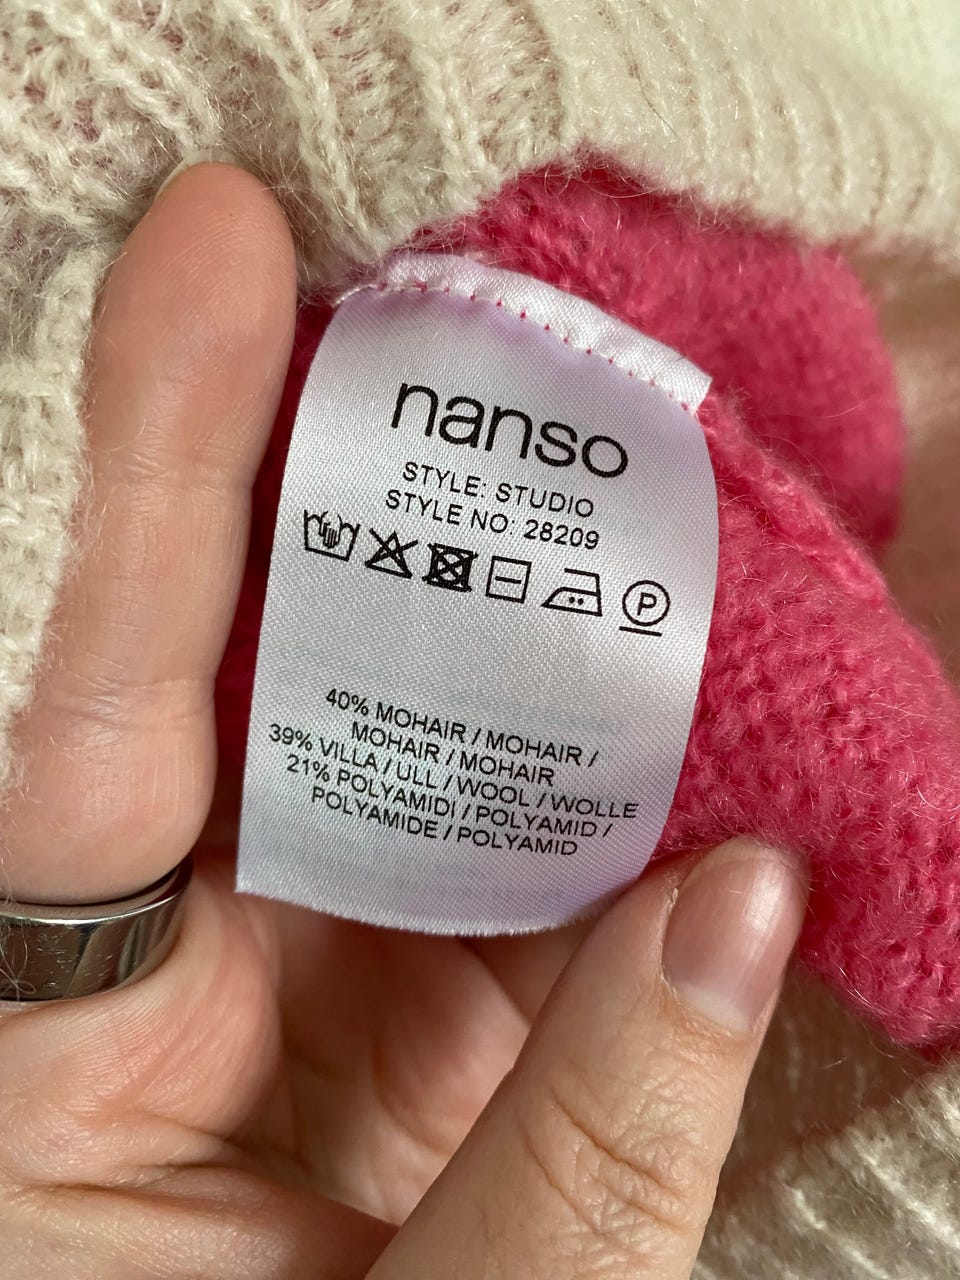 nanso
STYLE: STUDIO
STYLE NO: 28209
P
40% MOHAIR / MOHAIR /
MOHAIR / MOHAIR
39% VILLA / ULL / WOOL / WOLLE
21% POLYAMIDI / POLYAMID /
POLYAMIDE / POLYAMID